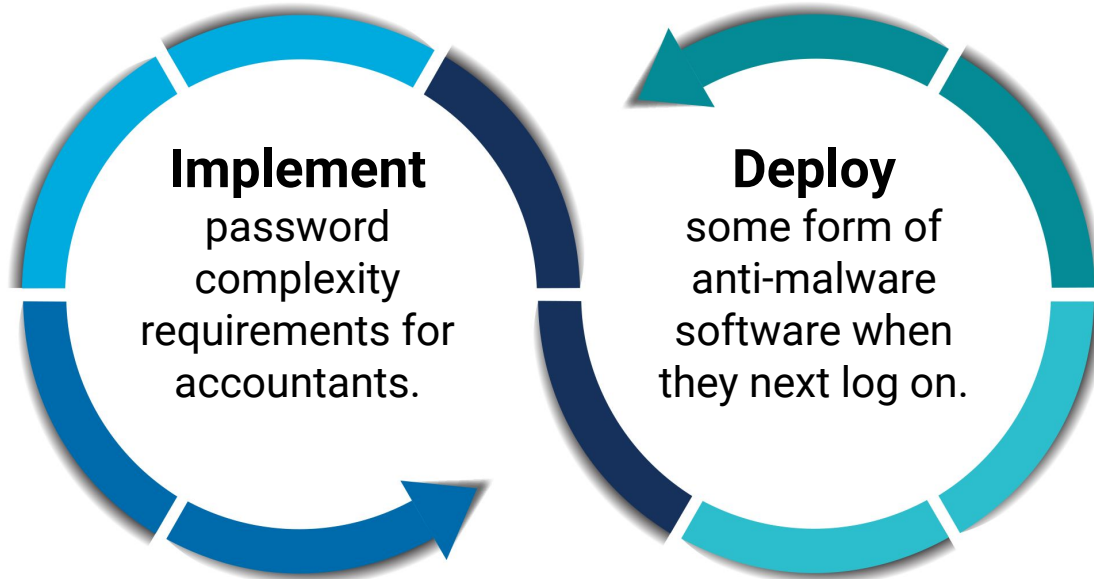 Implement
password
complexity
requirements for
accountants.
Deploy
some form of
anti-malware
software when
they next log on.